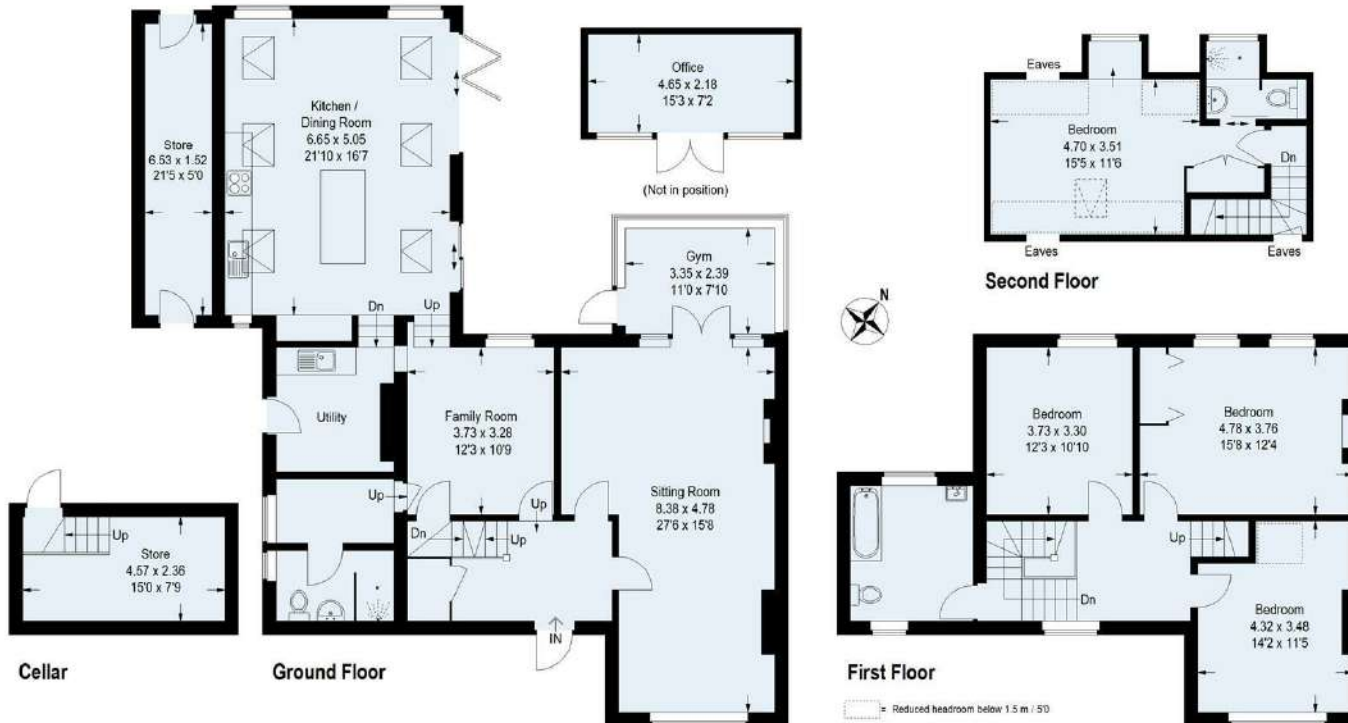 Store
6.53 x 1.52
21'5 x 5'0
Kitchen /
Dining Room
6.65 x 5.05
21'10 x 16'7
Office
4.65 x 2.18
15'3 x 7'2
(Not in position)
Gym
3.35 x 2.39
11'0 x 7'10
Dn
Up
Utility
Family Room
3.73 x 3.28
12'3 x 10'9
Sitting Room
8.38 x 4.78
27'6 x 15'8
Up
Up
Dn
Up
IN
Ground Floor
Up
Store
4.57 x 2.36
15'0 x 7'9
Cellar
Eaves
Bedroom
4.70 x 3.51
15'5 x 11'6
Dn
Eaves
Eaves
Second Floor
N
Bedroom
3.73 x 3.30
12'3 x 10'10
Bedroom
4.78 x 3.76
15'8 x 12'4
Up
Dn
Bedroom
4.32 x 3.48
14'2 x 11'5
First Floor
= Reduced headroom below 1.5 m / 5'0